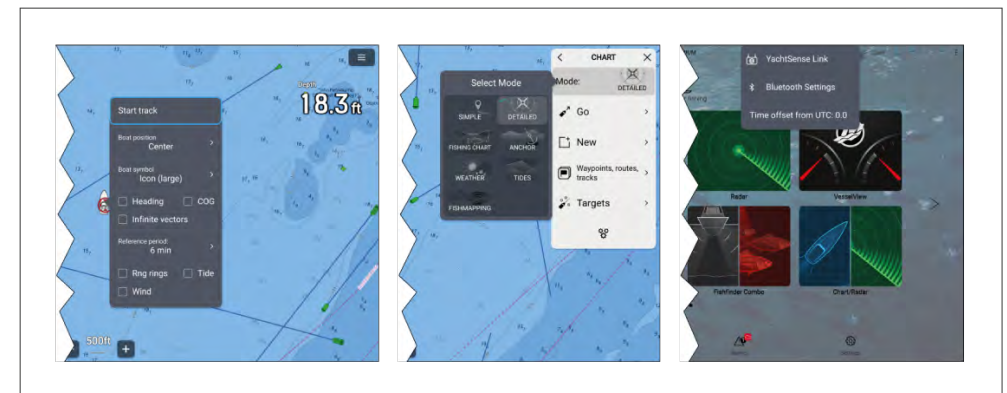 Depth
18.3 ft
Start track
Boat position
Center
Boat symbol
Icon (large)
Heading
COG
Infinite vectors
Reference period:
6 min
Rng rings
Tide
Wind
500ft
Select Mode
SIMPLE
DETAILED
FISHING CHART
ANCHOR
WEATHER
TIDES
FISHMAPPING
CHART
Mode:
DETAILED
Go
New
Waypoints, routes,
tracks
Targets
YachtSense Link
Bluetooth Settings
Time offset from UTC: 0.0
Radar
VesselView
Fishfinder Combo
Chart/Radar
Settings